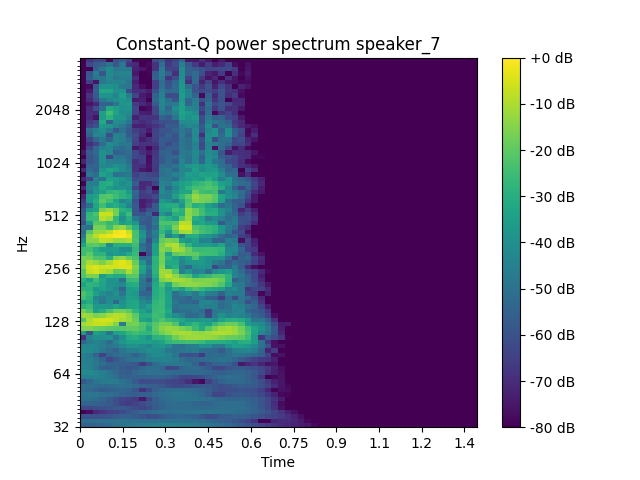 Constant-Q power spectrum speaker_7
Hz
2048
1024
512
256
128
64
32
0 0.15 0.3 0.45 0.6 0.75 0.9 1.1 1.2 1.4
Time
+0 dB
-10 dB
-20 dB
-30 dB
-40 dB
-50 dB
-60 dB
-70 dB
-80 dB